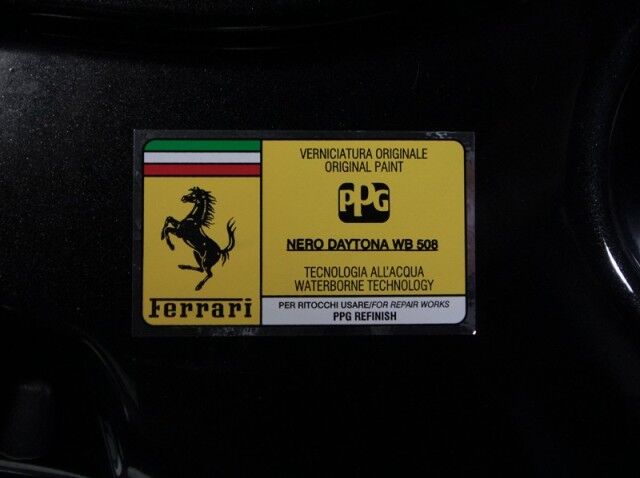 VERNICIATURA ORIGINALE
ORIGINAL PAINT
PPG
NERO DAYTONA WB 508
TECNOLOGIA ALL'ACQUA
WATERBORNE TECHNOLOGY
Ferrari
PER RITOCCHI USARE/FOR REPAIR WORKS
PPG REFINISH